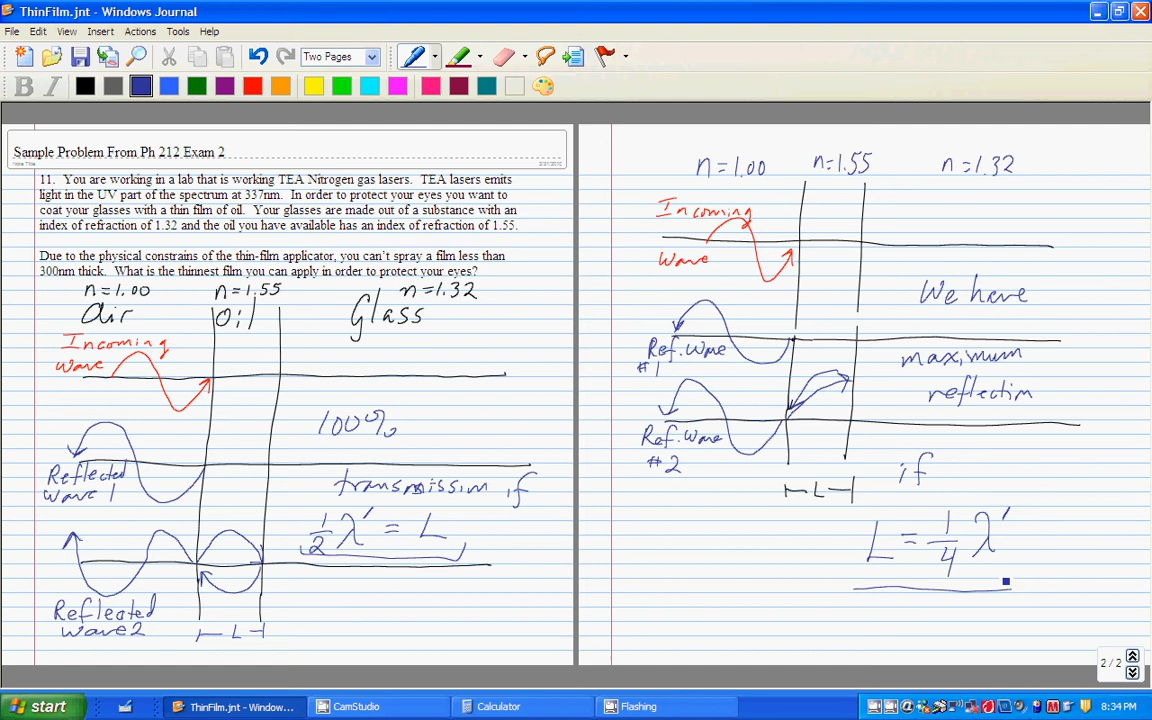 ThinFilm.jnt - Windows Journal
File Edit View Insert Actions Tools Help
Two Pages
B I
Sample Problem From Ph 212 Exam 2
Note Title
11. You are working in a lab that is working TEA Nitrogen gas lasers. TEA lasers emits
light in the UV part of the spectrum at 337nm. In order to protect your eyes you want to
coat your glasses with a thin film of oil. Your glasses are made out of a substance with an
index of refraction of 1.32 and the oil you have available has an index of refraction of 1.55.
Due to the physical constrains of the thin-film applicator, you can't spray a film less than
300nm thick. What is the thinnest film you can apply in order to protect your eyes?
n=1.00 n=1.55 n=1.32
air Oil Glass
Incoming
Wave
100%
Reflected
Wave 1
transmission if
1/2 λ' = L
Reflected
Wave 2
L
n=1.00 n=1.55 n=1.32
Incoming
Wave
We have
Ref. Wave
#1
maximum
reflection
Ref. Wave
#2
if
L
L = 1/4 λ'
2/2
start ThinFilm.jnt - Window... CamStudio Calculator Flashing 8:34 PM